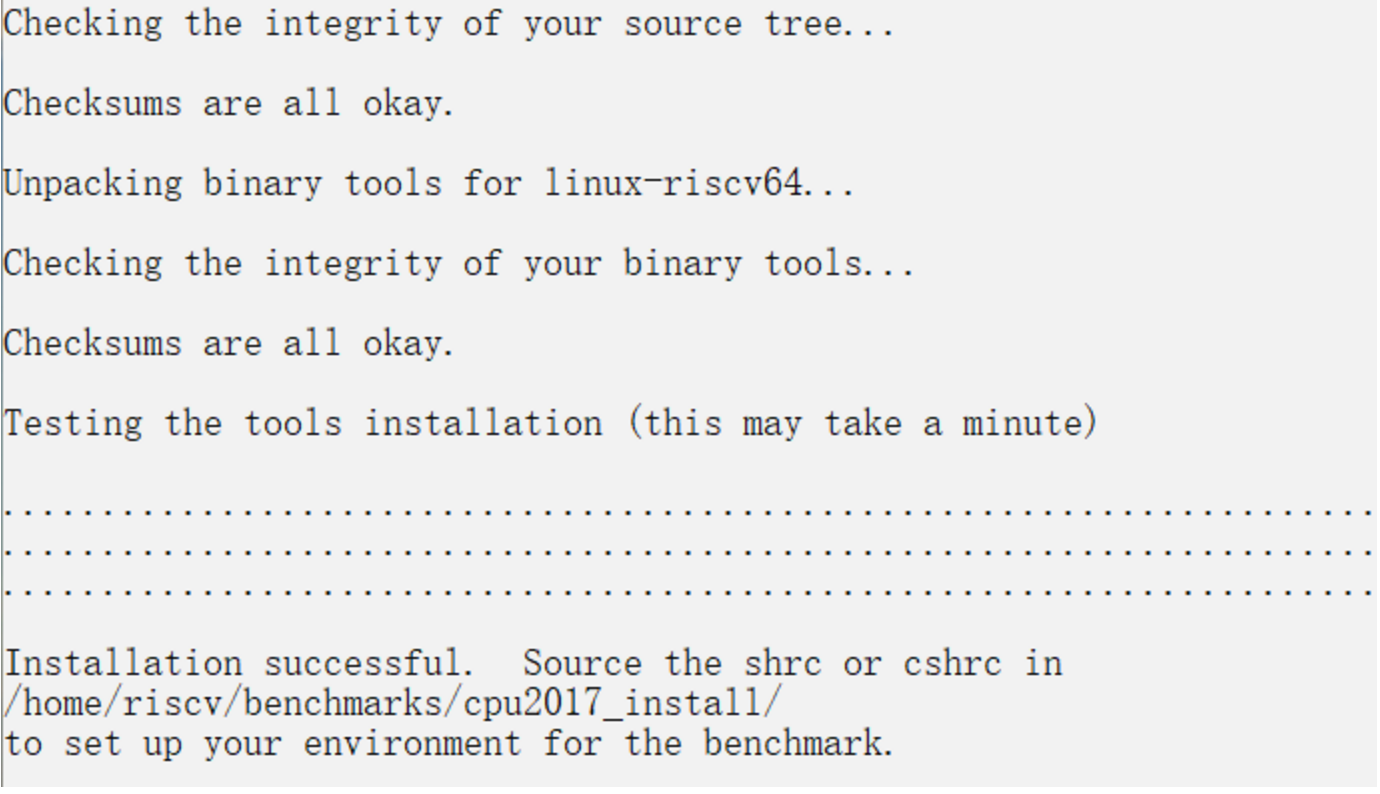 Checking the integrity of your source tree...
Checksums are all okay.
Unpacking binary tools for linux-riscv64...
Checking the integrity of your binary tools...
Checksums are all okay.
Testing the tools installation (this may take a minute)
.....................................................................
.....................................................................
.....................................................................
Installation successful.  Source the shrc or cshrc in
/home/riscv/benchmarks/cpu2017_install/
to set up your environment for the benchmark.